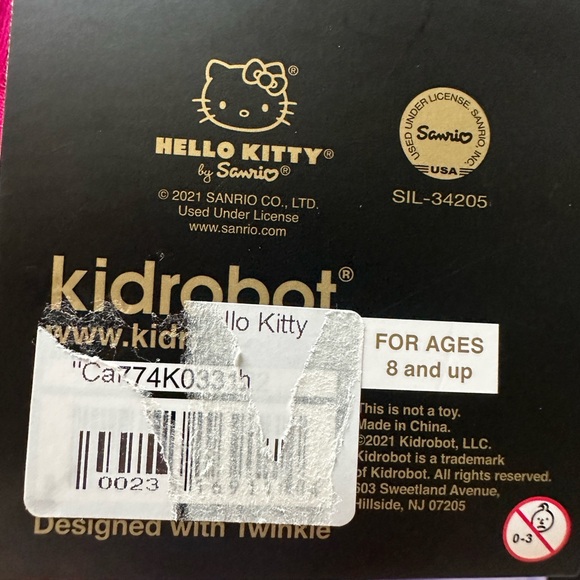 HELLO KITTY®
by Sanrio®
© 2021 SANRIO CO., LTD.
Used Under License
www.sanrio.com
USED UNDER LICENSE, SANRIO, INC.
Sanrio
USA
SIL-34205
kidrobot®
www.kidr
llo Kitty
"Ca774K0331h
0023
FOR AGES
8 and up
This is not a toy.
Made in China.
©2021 Kidrobot, LLC.
Kidrobot is a trademark
of Kidrobot. All rights reserved.
603 Sweetland Avenue,
Hillside, NJ 07205
0-3
Designed with Twinkle